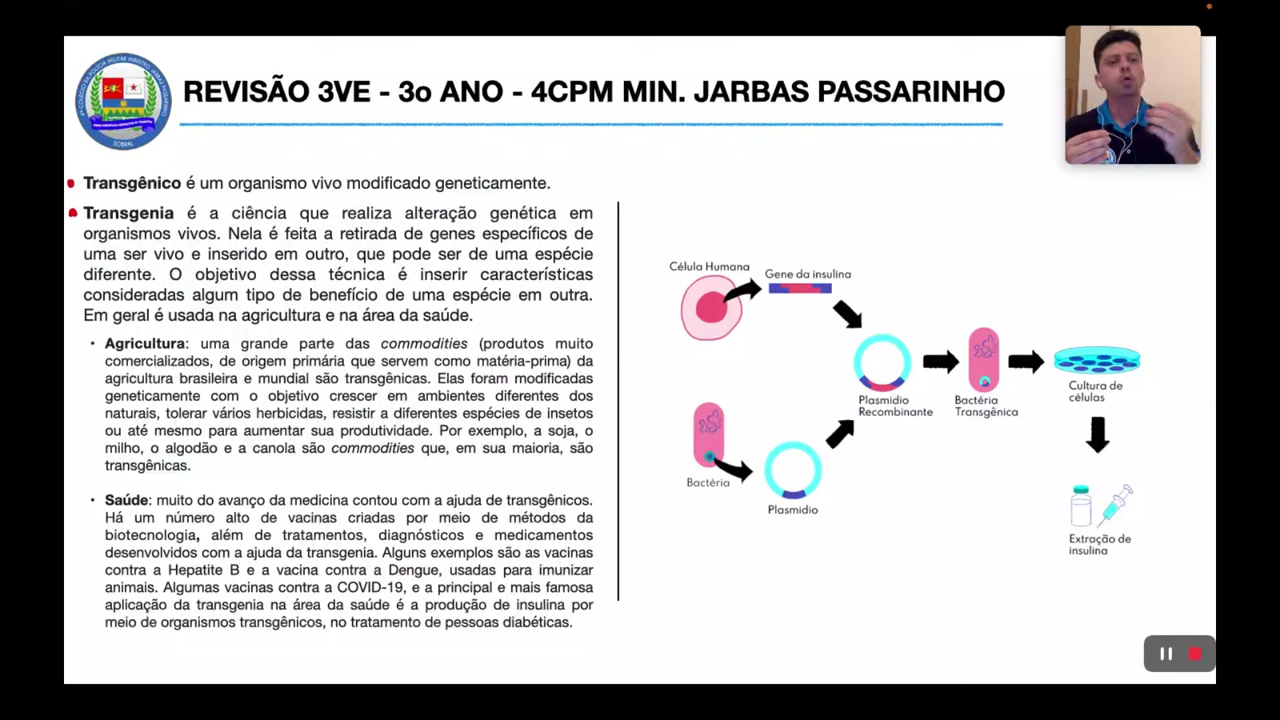 REVISÃO 3VE - 3o ANO - 4CPM MIN. JARBAS PASSARINHO
SOBRAL
• Transgênico é um organismo vivo modificado geneticamente.
• Transgenia é a ciência que realiza alteração genética em
organismos vivos. Nela é feita a retirada de genes específicos de
uma ser vivo e inserido em outro, que pode ser de uma espécie
diferente. O objetivo dessa técnica é inserir características
consideradas algum tipo de benefício de uma espécie em outra.
Em geral é usada na agricultura e na área da saúde.
• Agricultura: uma grande parte das commodities (produtos muito
comercializados, de origem primária que servem como matéria-prima) da
agricultura brasileira e mundial são transgênicas. Elas foram modificadas
geneticamente com o objetivo crescer em ambientes diferentes dos
naturais, tolerar vários herbicidas, resistir a diferentes espécies de insetos
ou até mesmo para aumentar sua produtividade. Por exemplo, a soja, o
milho, o algodão e a canola são commodities que, em sua maioria, são
transgênicas.
• Saúde: muito do avanço da medicina contou com a ajuda de transgênicos.
Há um número alto de vacinas criadas por meio de métodos da
biotecnologia, além de tratamentos, diagnósticos e medicamentos
desenvolvidos com a ajuda da transgenia. Alguns exemplos são as vacinas
contra a Hepatite B e a vacina contra a Dengue, usadas para imunizar
animais. Algumas vacinas contra a COVID-19, e a principal e mais famosa
aplicação da transgenia na área da saúde é a produção de insulina por
meio de organismos transgênicos, no tratamento de pessoas diabéticas.
Célula Humana
Gene da insulina
Bactéria
Plasmidio
Plasmidio
Recombinante
Bactéria
Transgênica
Cultura de
células
Extração de
insulina